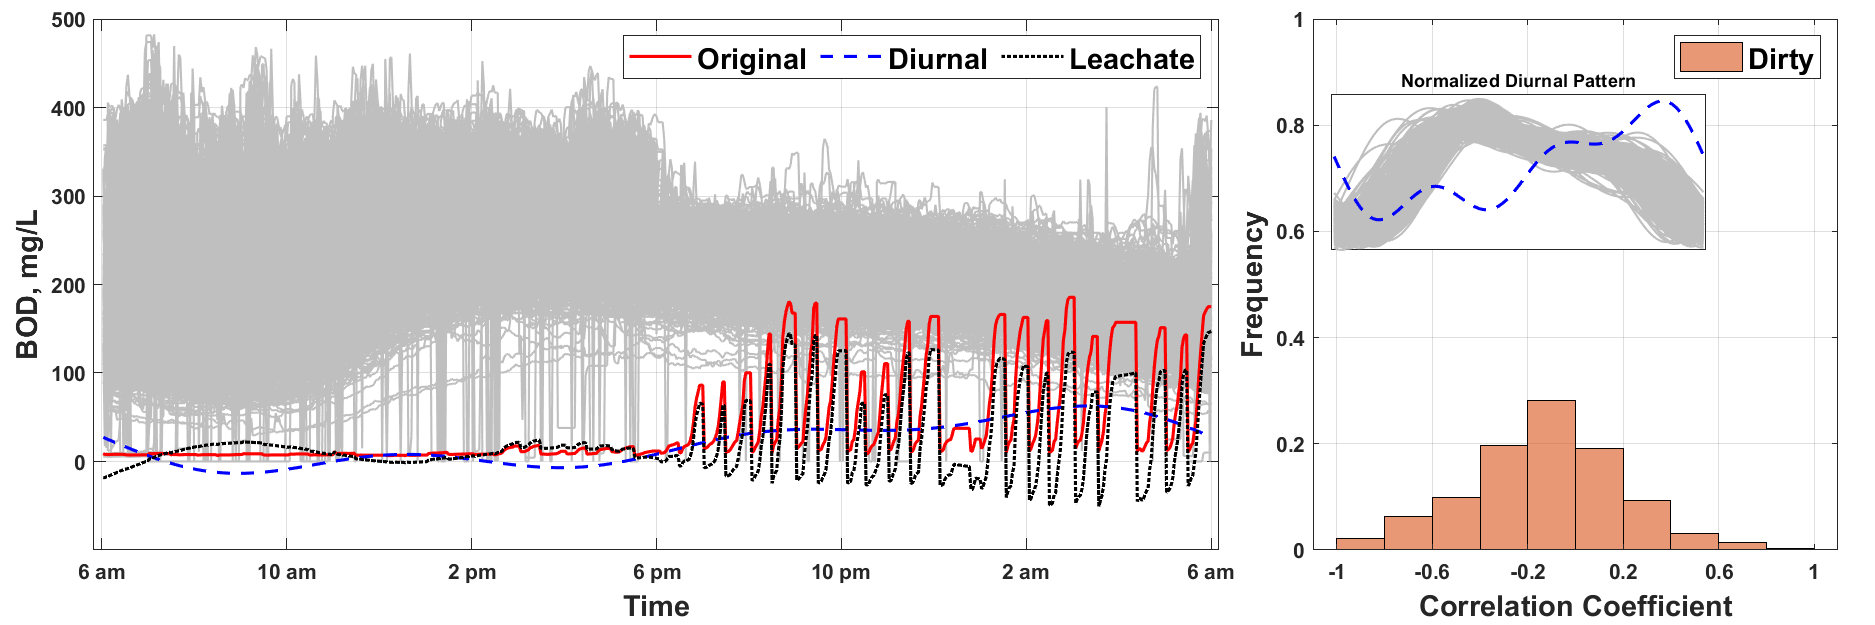 500
400
300
200
100
0
BOD, mg/L
Original Diurnal Leachate
6 am 10 am 2 pm 6 pm 10 pm 2 am 6 am
Time
1
0.8
0.6
0.4
0.2
0
Frequency
Dirty
Normalized Diurnal Pattern
-1 -0.6 -0.2 0.2 0.6 1
Correlation Coefficient